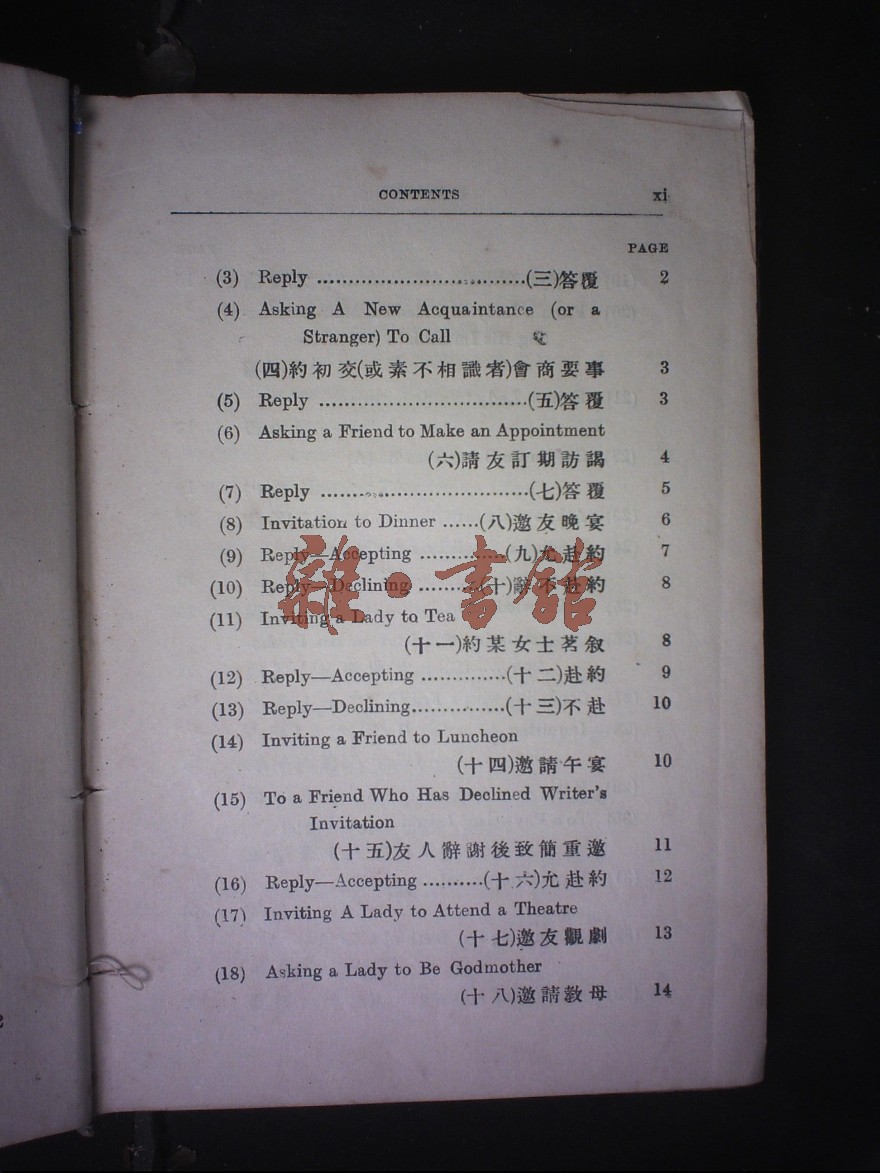 CONTENTS xi
PAGE
(3) Reply ....................................(三)答覆 2
(4) Asking A New Acquaintance (or a
Stranger) To Call
(四)約初交(或素不相識者)會商要事 3
(5) Reply ....................................(五)答覆 3
(6) Asking a Friend to Make an Appointment
(六)請友訂期訪謁 4
(7) Reply ....................................(七)答覆 5
(8) Invitation to Dinner ......(八)邀友晚宴 6
(9) Reply—Accepting ..............(九)允赴約 7
(10) Reply—Declining ..........(十)辭不赴約 8
(11) Inviting a Lady to Tea
(十一)約某女士茗敘 8
(12) Reply—Accepting ..............(十二)赴約 9
(13) Reply—Declining................(十三)不赴 10
(14) Inviting a Friend to Luncheon
(十四)邀請午宴 10
(15) To a Friend Who Has Declined Writer's
Invitation
(十五)友人辭謝後致簡重邀 11
(16) Reply—Accepting ..........(十六)允赴約 12
(17) Inviting A Lady to Attend a Theatre
(十七)邀友觀劇 13
(18) Asking a Lady to Be Godmother
(十八)邀請教母 14
雜·書館